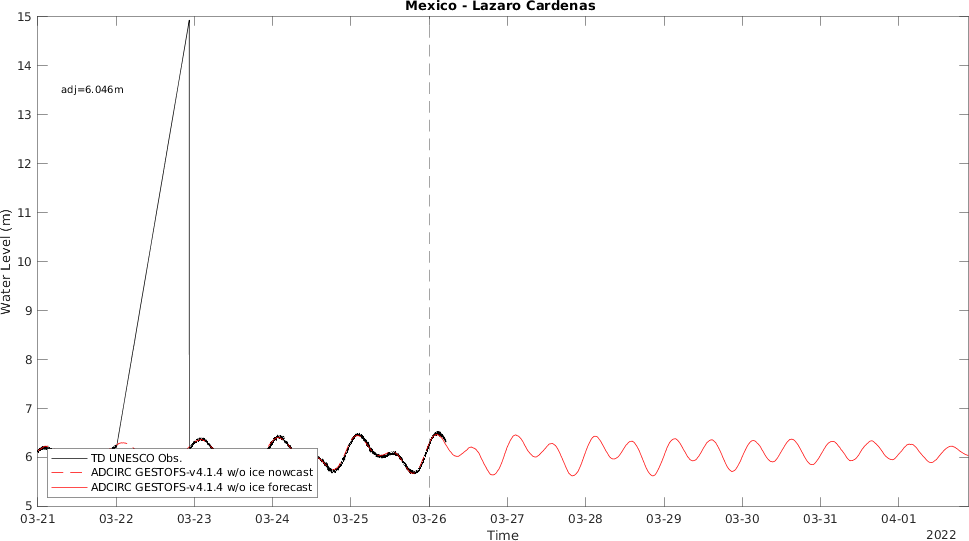 Mexico - Lazaro Cardenas
15
14
13
12
11
10
9
8
7
6
5
Water Level (m)
adj=6.046m
TD UNESCO Obs.
ADCIRC GESTOFS-v4.1.4 w/o ice nowcast
ADCIRC GESTOFS-v4.1.4 w/o ice forecast
03-21 03-22 03-23 03-24 03-25 03-26 03-27 03-28 03-29 03-30 03-31 04-01
Time
2022